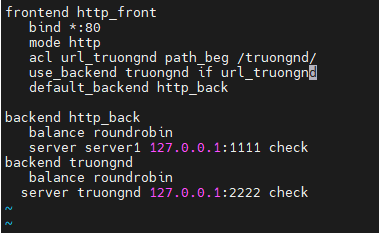 frontend http_front
bind *:80
mode http
acl url_truongnd path_beg /truongnd/
use_backend truongnd if url_truongnd
default_backend http_back
backend http_back
balance roundrobin
server server1 127.0.0.1:1111 check
backend truongnd
balance roundrobin
server truongnd 127.0.0.1:2222 check
~
~